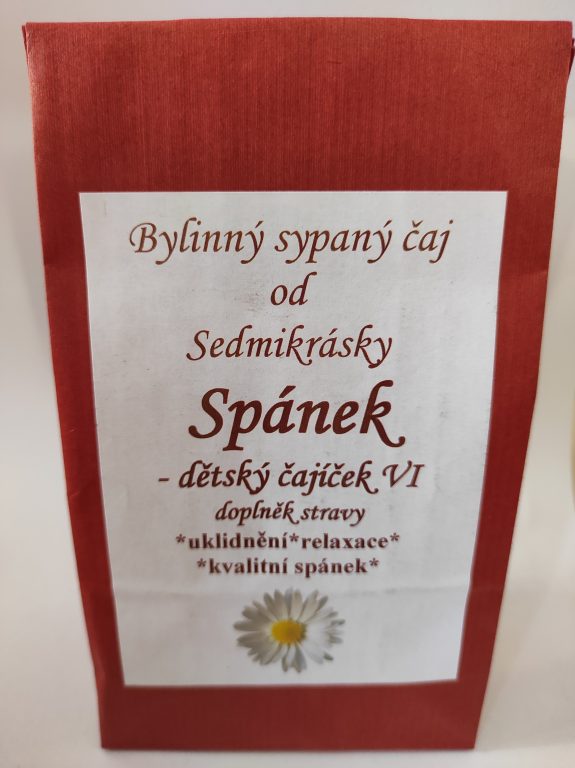 Bylinný sypaný čaj
od
Sedmikrásky
Spánek
- dětský čajíček VI
doplněk stravy
*uklidnění*relaxace*
*kvalitní spánek*